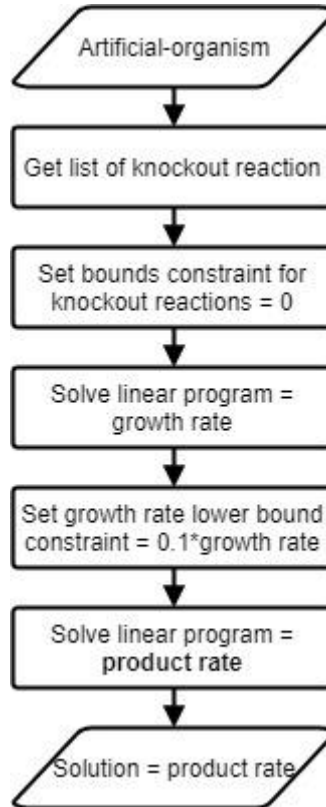 Artificial-organism
Get list of knockout reaction
Set bounds constraint for
knockout reactions = 0
Solve linear program =
growth rate
Set growth rate lower bound
constraint = 0.1*growth rate
Solve linear program =
product rate
Solution = product rate